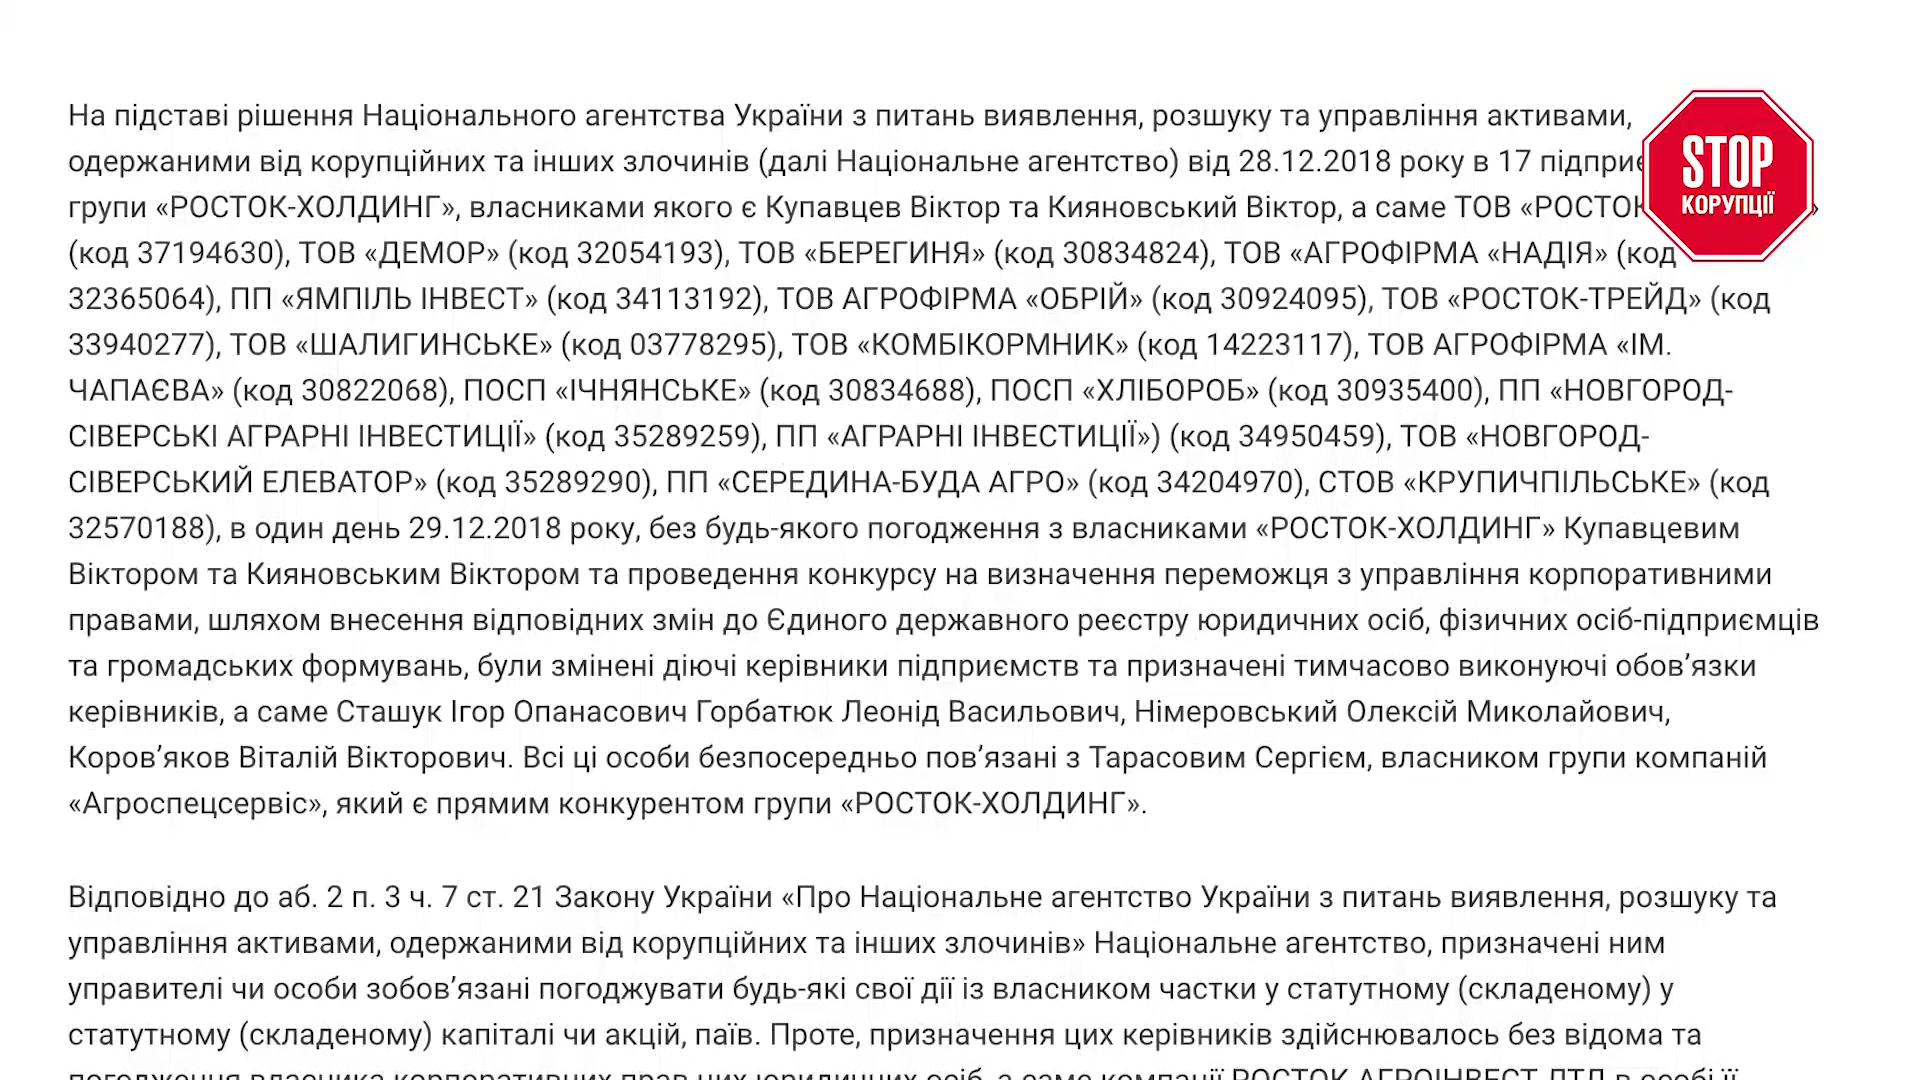 На підставі рішення Національного агентства України з питань виявлення, розшуку та управління активами,
одержаними від корупційних та інших злочинів (далі Національне агентство) від 28.12.2018 року в 17
групи «РОСТОК-ХОЛДИНГ», власниками якого є Купавцев Віктор та Кияновський Віктор, а саме ТОВ
(код 37194630), ТОВ «ДЕМОР» (код 32054193), ТОВ «БЕРЕГИНЯ» (код 30834824), ТОВ «АГРОФІРМА «НАДІЯ» (код
32365064), ПП «ЯМПІЛЬ ІНВЕСТ» (код 34113192), ТОВ АГРОФІРМА «ОБРІЙ» (код 30924095), ТОВ «РОСТОК-ТРЕЙД» (код
33940277), ТОВ «ШАЛИГИНСЬКЕ» (код 03778295), ТОВ «КОМБІКОРМНИК» (код 14223117), ТОВ АГРОФІРМА «ІМ.
ЧАПАЄВА» (код 30822068), ПОСП «ІЧНЯНСЬКЕ» (код 30834688), ПОСП «ХЛІБОРОБ» (код 30935400), ПП «НОВГОРОД-
СІВЕРСЬКІ АГРАРНІ ІНВЕСТИЦІЇ» (код 35289259), ПП «АГРАРНІ ІНВЕСТИЦІЇ») (код 34950459), ТОВ «НОВГОРОД-
СІВЕРСЬКИЙ ЕЛЕВАТОР» (код 35289290), ПП «СЕРЕДИНА-БУДА АГРО» (код 34204970), СТОВ «КРУПИЧПІЛЬСЬКЕ» (код
32570188), в один день 29.12.2018 року, без будь-якого погодження з власниками «РОСТОК-ХОЛДИНГ» Купавцевим
Віктором та Кияновським Віктором та проведення конкурсу на визначення переможця з управління корпоративними
правами, шляхом внесення відповідних змін до Єдиного державного реєстру юридичних осіб, фізичних осіб-підприємців
та громадських формувань, були змінені діючі керівники підприємств та призначені тимчасово виконуючі обов’язки
керівників, а саме Сташук Ігор Опанасович Горбатюк Леонід Васильович, Німеровський Олексій Миколайович,
Коров’яков Віталій Вікторович. Всі ці особи безпосередньо пов’язані з Тарасовим Сергієм, власником групи компаній
«Агроспецсервіс», який є прямим конкурентом групи «РОСТОК-ХОЛДИНГ».
Відповідно до аб. 2 п. 3 ч. 7 ст. 21 Закону України «Про Національне агентство України з питань виявлення, розшуку та
управління активами, одержаними від корупційних та інших злочинів» Національне агентство, призначені ним
управителі чи особи зобов’язані погоджувати будь-які свої дії із власником частки у статутному (складеному) у
статутному (складеному) капіталі чи акцій, паїв. Проте, призначення цих керівників здійснювалось без відома та
STOP
КОРУПЦІЇ